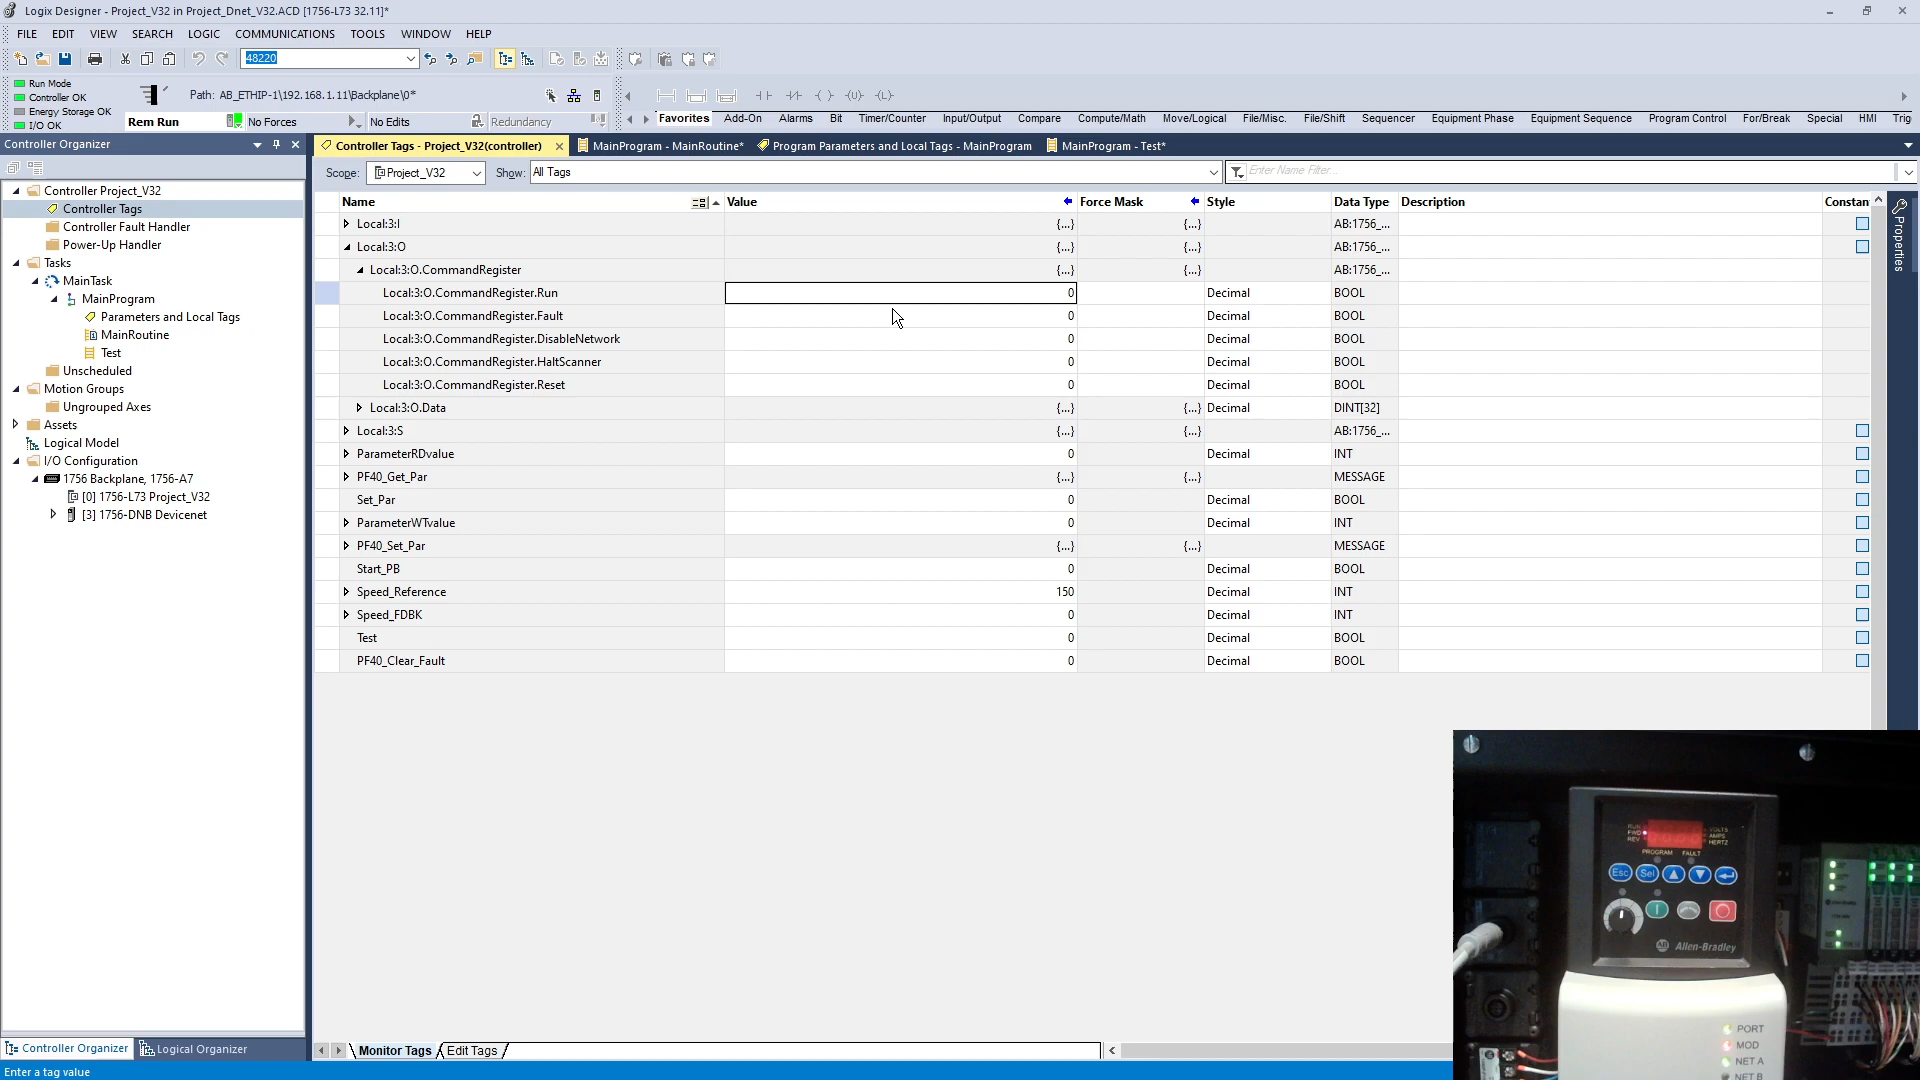 Logix Designer - Project_V32 in Project_Dnet_V32.ACD [1756-L73 32.11]*
FILE EDIT VIEW SEARCH LOGIC COMMUNICATIONS TOOLS WINDOW HELP
48220
Run Mode
Controller OK
Energy Storage OK
I/O OK
Path: AB_ETHIP-1\192.168.1.11\Backplane\0*
Rem Run No Forces No Edits Redundancy
Favorites Add-On Alarms Bit Timer/Counter Input/Output Compare Compute/Math Move/Logical File/Misc. File/Shift Sequencer Equipment Phase Equipment Sequence Program Control For/Break Special HMI Trig
Controller Organizer
Controller Tags - Project_V32(controller) MainProgram - MainRoutine* Program Parameters and Local Tags - MainProgram MainProgram - Test*
Scope: Project_V32 Show: All Tags Enter Name Filter...
Controller Project_V32
Controller Tags
Controller Fault Handler
Power-Up Handler
Tasks
MainTask
MainProgram
Parameters and Local Tags
MainRoutine
Test
Unscheduled
Motion Groups
Ungrouped Axes
Assets
Logical Model
I/O Configuration
1756 Backplane, 1756-A7
[0] 1756-L73 Project_V32
[3] 1756-DNB Devicenet
Name Value Force Mask Style Data Type Description Constan
Local:3:I {...} {...} AB:1756_...
Local:3:O {...} {...} AB:1756_...
Local:3:O.CommandRegister {...} {...} AB:1756_...
Local:3:O.CommandRegister.Run 0 Decimal BOOL
Local:3:O.CommandRegister.Fault 0 Decimal BOOL
Local:3:O.CommandRegister.DisableNetwork 0 Decimal BOOL
Local:3:O.CommandRegister.HaltScanner 0 Decimal BOOL
Local:3:O.CommandRegister.Reset 0 Decimal BOOL
Local:3:O.Data {...} {...} Decimal DINT[32]
Local:3:S {...} {...} AB:1756_...
ParameterRDvalue 0 Decimal INT
PF40_Get_Par {...} {...} MESSAGE
Set_Par 0 Decimal BOOL
ParameterWTvalue 0 Decimal INT
PF40_Set_Par {...} {...} MESSAGE
Start_PB 0 Decimal BOOL
Speed_Reference 150 Decimal INT
Speed_FDBK 0 Decimal INT
Test 0 Decimal BOOL
PF40_Clear_Fault 0 Decimal BOOL
Properties
RUN VOLTS
FWD AMPS
REV HERTZ
PROGRAM FAULT
Esc Sel
AB Allen-Bradley
PORT
MOD
NET A
NET B
Controller Organizer Logical Organizer
Monitor Tags Edit Tags
Enter a tag value